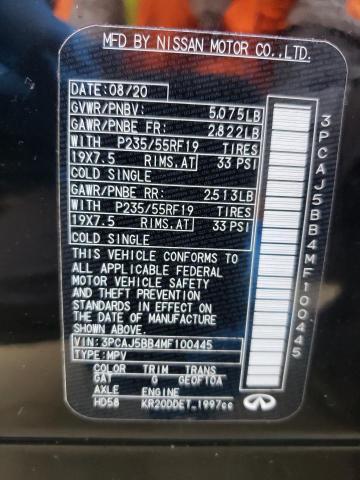 MFD BY NISSAN MOTOR CO.,LTD.
DATE: 08/20
GVWR/PNBV: 5,075LB
GAWR/PNBE FR: 2,822LB
WITH P235/55RF19 TIRES
19X7.5 RIMS,AT 33 PSI
COLD SINGLE
GAWR/PNBE RR: 2,513LB
WITH P235/55RF19 TIRES
19X7.5 RIMS,AT 33 PSI
COLD SINGLE
THIS VEHICLE CONFORMS TO
ALL APPLICABLE FEDERAL
MOTOR VEHICLE SAFETY
AND THEFT PREVENTION
STANDARDS IN EFFECT ON
THE DATE OF MANUFACTURE
SHOWN ABOVE
VIN: 3PCAJ5BB4MF100445
TYPE: MPV
COLOR TRIM TRANS
GAT G GE0F10A
AXLE ENGINE
HD58 KR20DDET 1997cc
3PCAJ5BB4MF100445